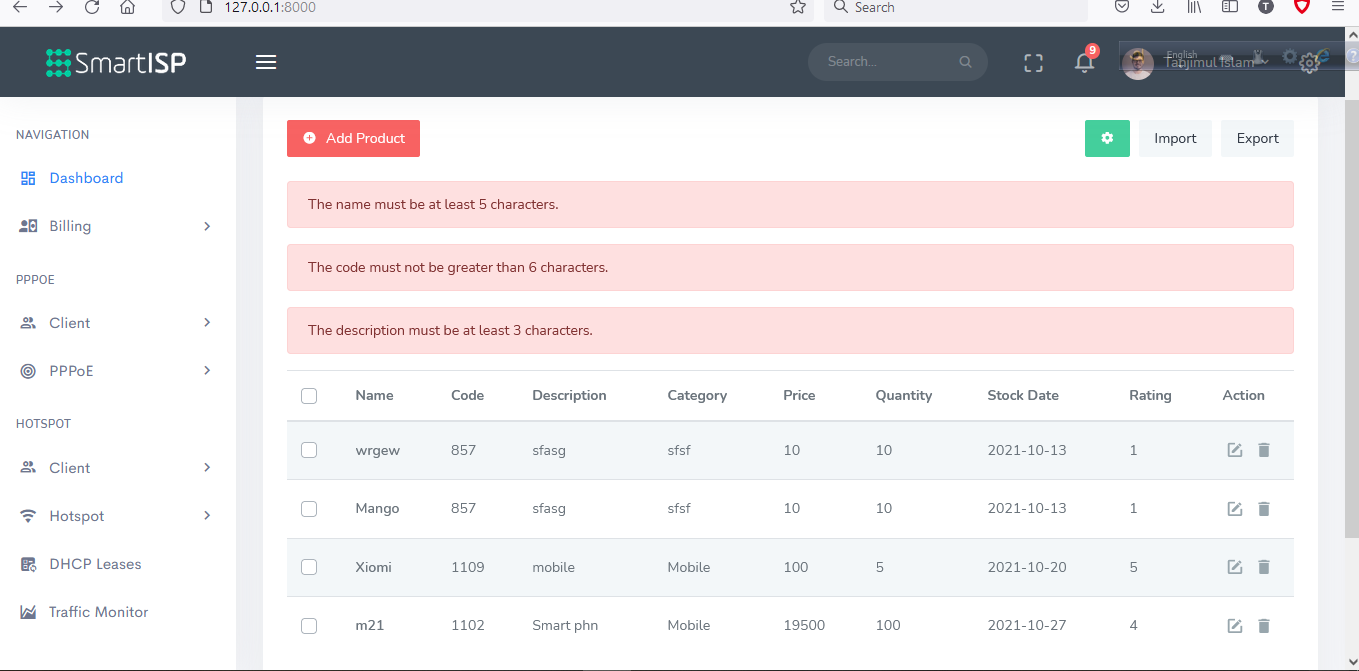 127.0.0.1:8000
Search
SmartISP
Search...
9
English
Tanjimul Islam
T
NAVIGATION
Dashboard
Billing
PPPOE
Client
PPPoE
HOTSPOT
Client
Hotspot
DHCP Leases
Traffic Monitor
Add Product
Import
Export
The name must be at least 5 characters.
The code must not be greater than 6 characters.
The description must be at least 3 characters.
Name Code Description Category Price Quantity Stock Date Rating Action
wrgew 857 sfasg sfsf 10 10 2021-10-13 1
Mango 857 sfasg sfsf 10 10 2021-10-13 1
Xiomi 1109 mobile Mobile 100 5 2021-10-20 5
m21 1102 Smart phn Mobile 19500 100 2021-10-27 4